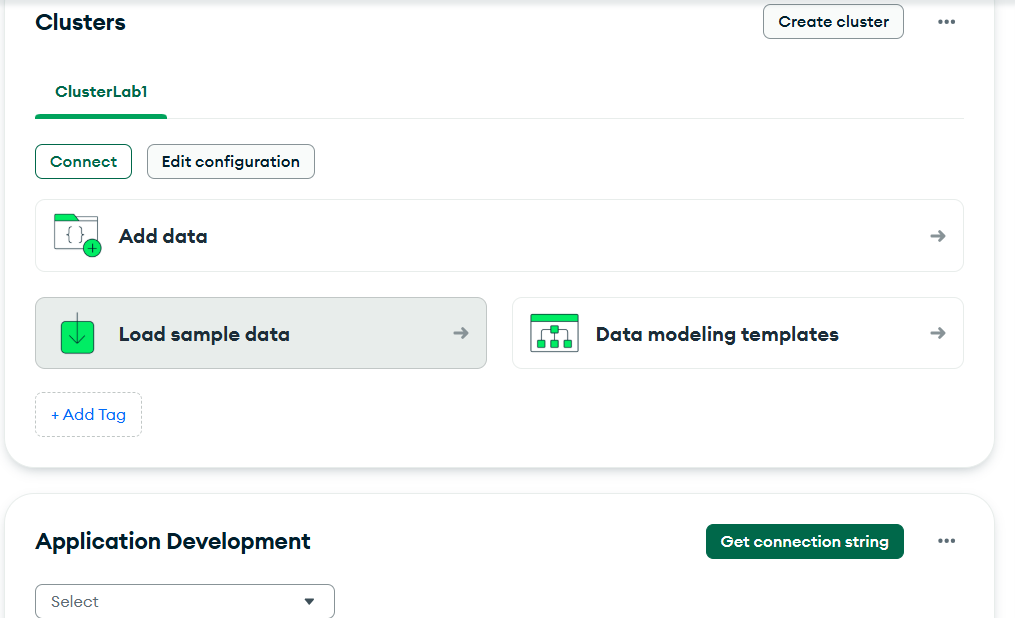 Clusters
Create cluster
ClusterLab1
Connect
Edit configuration
Add data
Load sample data
Data modeling templates
+ Add Tag
Application Development
Get connection string
Select